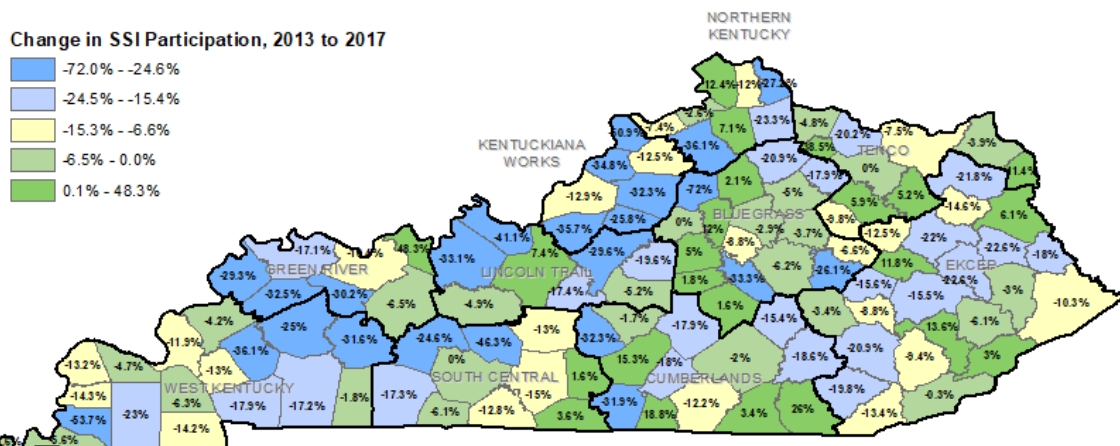 NORTHERN
KENTUCKY
Change in SSI Participation, 2013 to 2017
-72.0% - -24.6%
-24.5% - -15.4%
-15.3% - -6.6%
-6.5% - 0.0%
0.1% - 48.3%
12.4% -12% -27.2%
-2.6%
-7.4% 7.1% -23.3% -4.8%
-36.1% -20.2% -7.5%
KENTUCKIANA
WORKS
-34.8% -12.5% -20.9% TENCO -3.9%
-17.9% 0% -21.8%
-12.9% -32.3% -72% 2.1% -5% 5.9% 5.2% -14.6%
-25.8% 0% BLUEGRASS -9.8% 6.1%
-35.7% 12% -2.9% -3.7% -12.5% -22%
-41.1% -8.8% -6.6% -22.6%
-17.1% 48.3% 7.4% -29.6% 5% -18%
-33.1% -19.6% -6.2% 11.8% EKCEP
-29.3% GREEN RIVER LINCOLN TRAIL -26.1%
1.8% -33.3% -15.6% -22.6%
-32.5% -30.2% -17.4% -5.2% -15.5% -3%
-6.5% -4.9% 1.6% -3.4% -8.8% -10.3%
-4.2% -1.7% -15.4% -6.1%
-25% -13% -17.9% 13.6%
-11.9% -31.6% -24.6% -46.3% -32.3%
-36.1% -20.9% 3%
-13.2% -4.7% 0% 15.3% -18% -2% -18.6% -9.4%
-13% SOUTH CENTRAL 1.6% CUMBERLANDS
-14.3% WEST KENTUCKY -19.8%
-6.3% -1.8% -17.3% -15% -0.3%
-53.7% -23% -17.9% -17.2% -6.1% -12.8% 3.6% -31.9% 18.8% -12.2% 3.4% 26% -13.4%
-14.2%